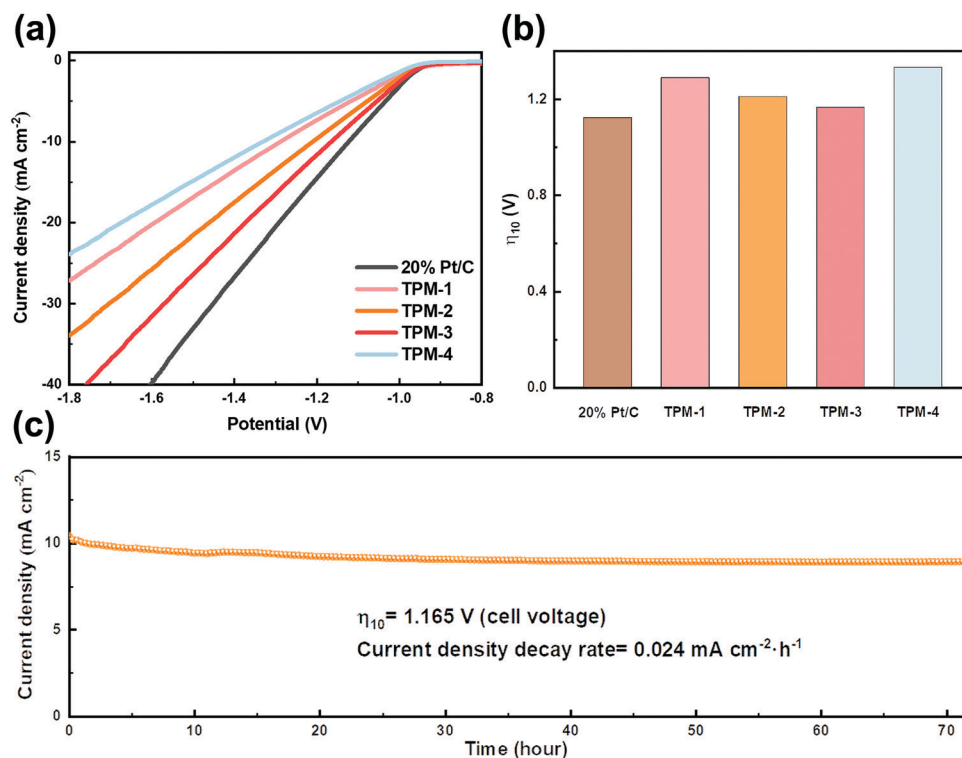 (a)
0
-10
-20
-30
-40
Current density (mA cm⁻²)
-1.8
-1.6
-1.4
-1.2
-1.0
-0.8
Potential (V)
20% Pt/C
TPM-1
TPM-2
TPM-3
TPM-4
(b)
1.2
0.8
0.4
0.0
η₁₀ (V)
20% Pt/C
TPM-1
TPM-2
TPM-3
TPM-4
(c)
15
10
5
0
Current density (mA cm⁻²)
η₁₀= 1.165 V (cell voltage)
Current density decay rate= 0.024 mA cm⁻²·h⁻¹
0
10
20
30
40
50
60
70
Time (hour)